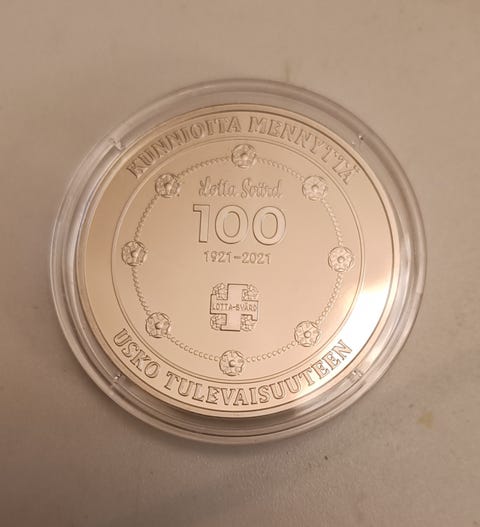 KUNNIOITA MENNYTTÄ
Lotta Svärd
100
1921-2021
LOTTA-SVÄRD
USKO TULEVAISUUTEEN